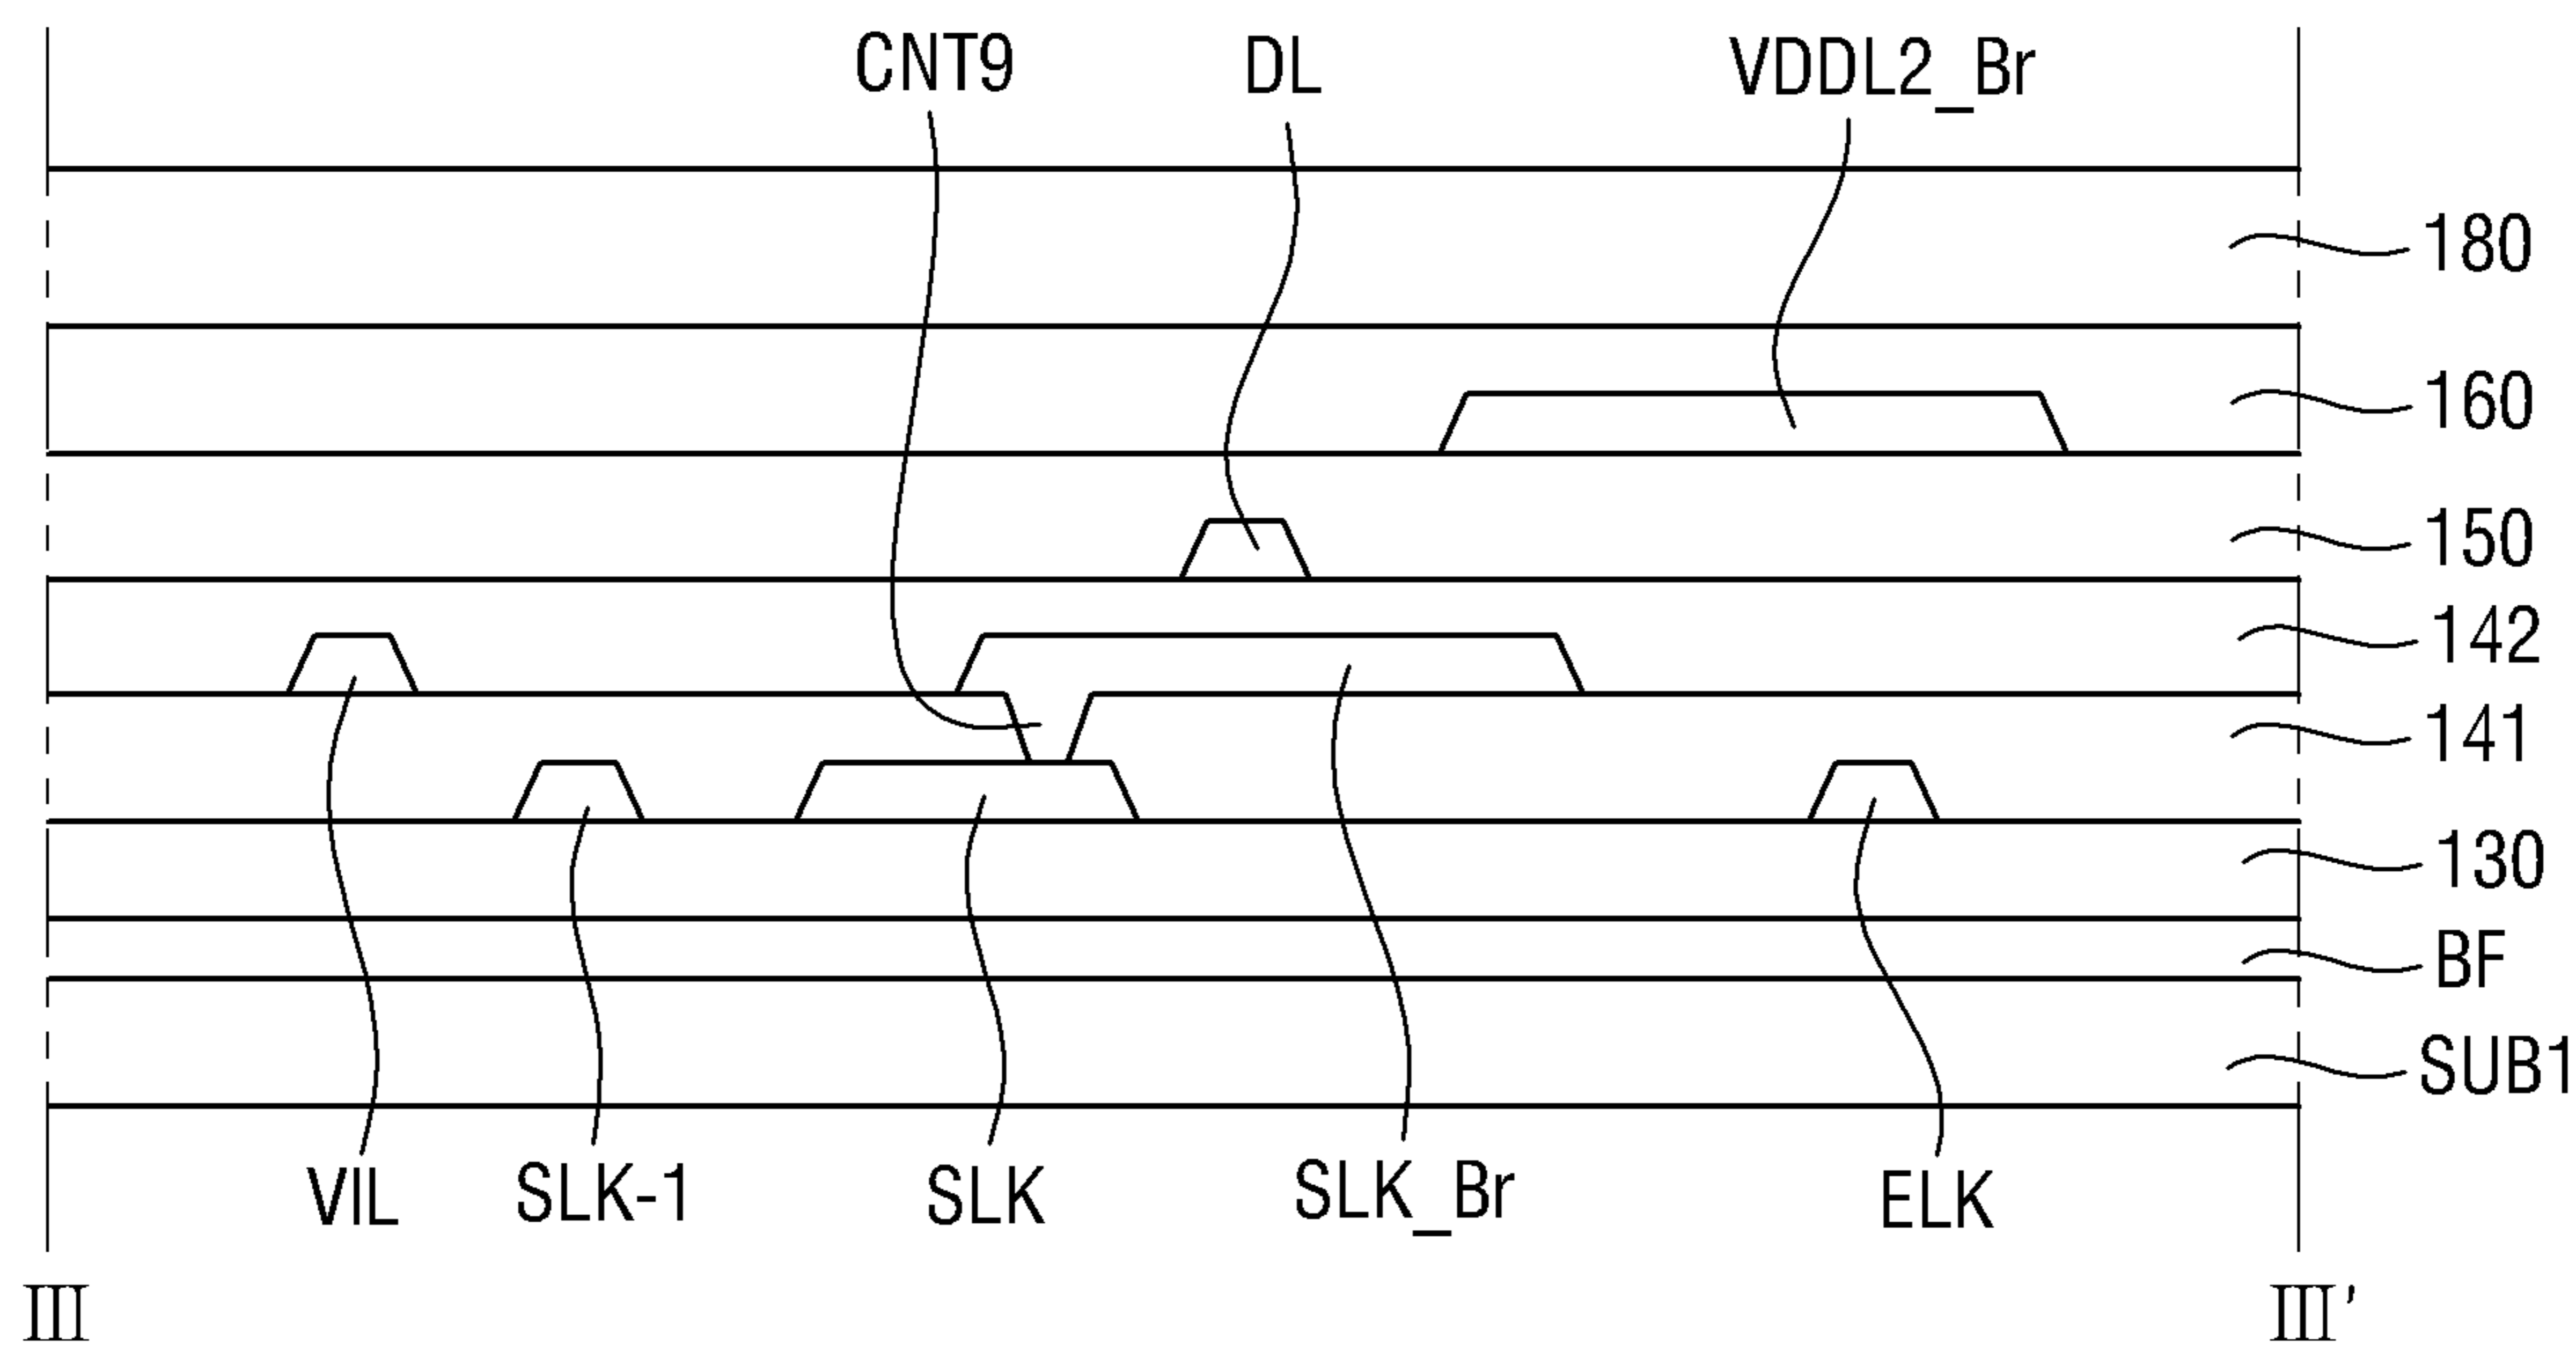 CNT9 DL VDDL2_Br
180
160
150
142
141
130
BF
SUB1
VIL SLK-1 SLK SLK_Br ELK
III III'